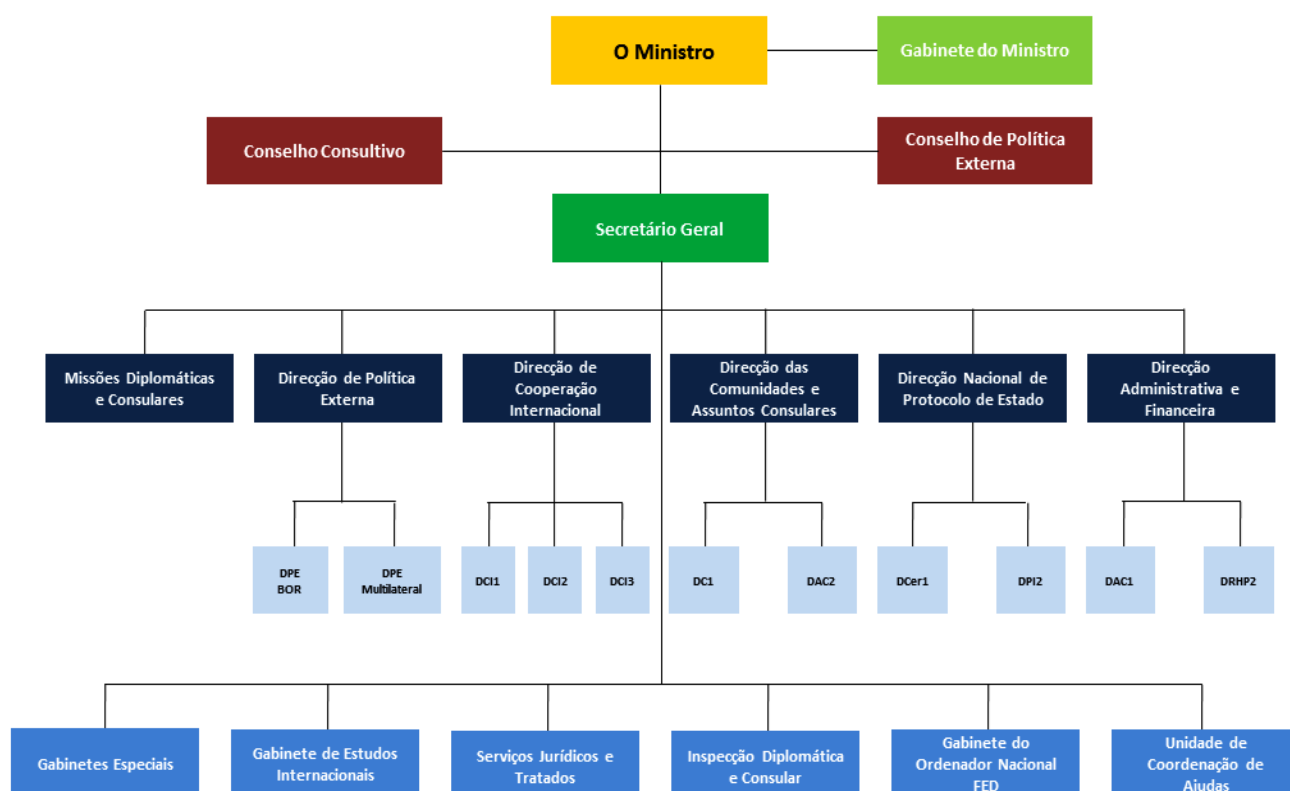 O Ministro
Gabinete do Ministro
Conselho Consultivo
Conselho de Política
Externa
Secretário Geral
Missões Diplomáticas
e Consulares
Direcção de Política
Externa
Direcção de
Cooperação
Internacional
Direcção das
Comunidades e
Assuntos Consulares
Direcção Nacional de
Protocolo de Estado
Direcção
Administrativa e
Financeira
DPE
BOR
DPE
Multilateral
DCI1
DCI2
DCI3
DC1
DAC2
DCer1
DPI2
DAC1
DRHP2
Gabinetes Especiais
Gabinete de Estudos
Internacionais
Serviços Jurídicos e
Tratados
Inspecção Diplomática
e Consular
Gabinete do
Ordenador Nacional
FED
Unidade de
Coordenação de
Ajudas